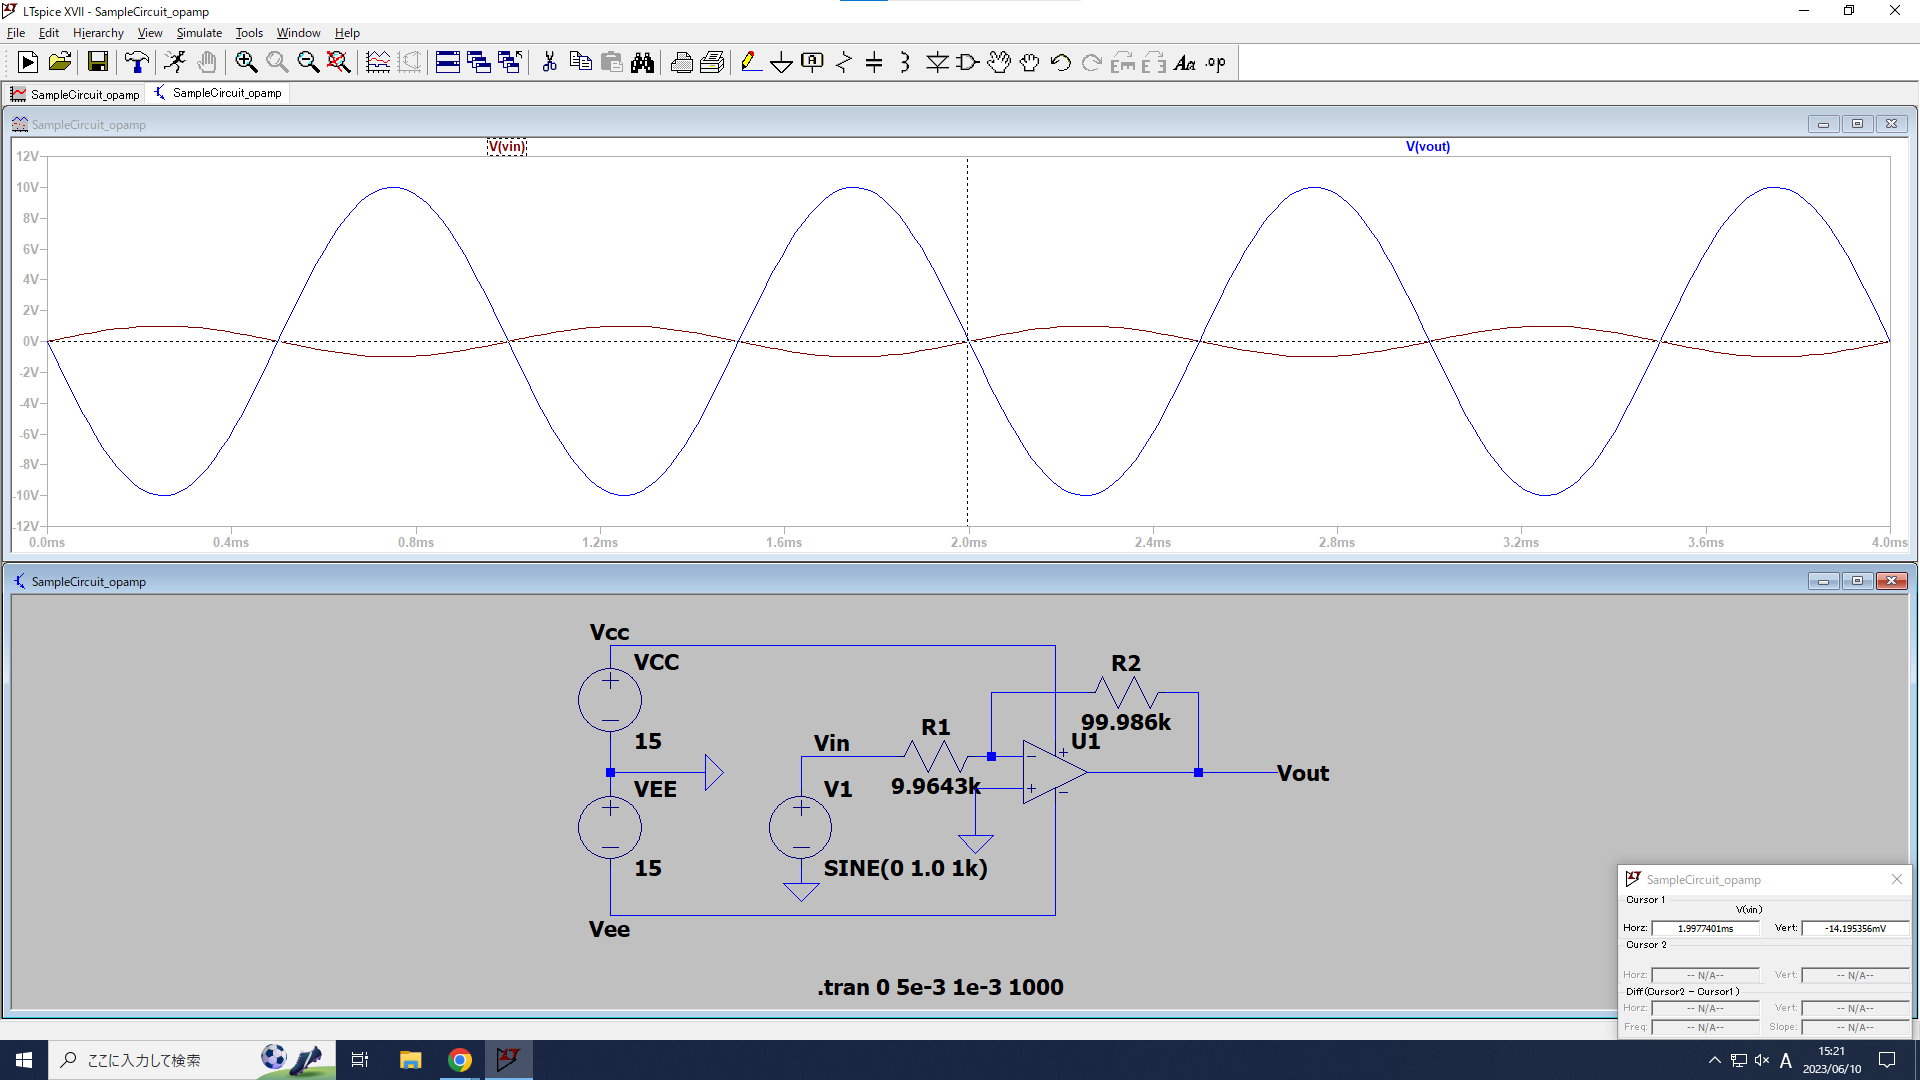 LTspice XVII - SampleCircuit_opamp
File Edit Hierarchy View Simulate Tools Window Help
.op
SampleCircuit_opamp SampleCircuit_opamp
SampleCircuit_opamp
V(vin) V(vout)
12V
10V
8V
6V
4V
2V
0V
-2V
-4V
-6V
-8V
-10V
-12V
0.0ms 0.4ms 0.8ms 1.2ms 1.6ms 2.0ms 2.4ms 2.8ms 3.2ms 3.6ms 4.0ms
SampleCircuit_opamp
Vcc
VCC
15
VEE
15
Vee
Vin
V1
SINE(0 1.0 1k)
R1
9.9643k
R2
99.986k
U1
Vout
.tran 0 5e-3 1e-3 1000
SampleCircuit_opamp
Cursor 1
V(vin)
Horz: 1.9977401ms Vert: -14.195356mV
Cursor 2
Horz: -- N/A-- Vert: -- N/A--
Diff (Cursor2 - Cursor1)
Horz: -- N/A-- Vert: -- N/A--
Freq: -- N/A-- Slope: -- N/A--
ここに入力して検索
A
15:21
2023/06/10